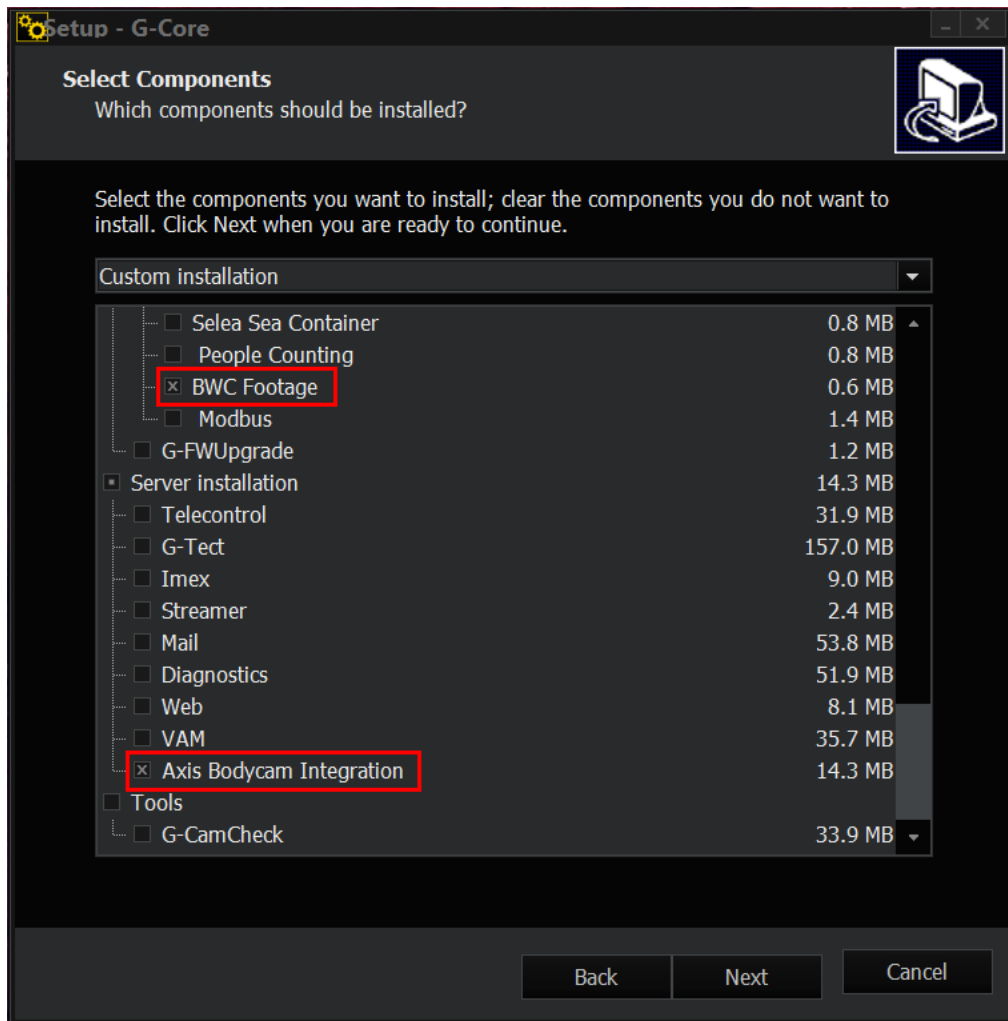 Setup - G-Core
Select Components
Which components should be installed?
Select the components you want to install; clear the components you do not want to
install. Click Next when you are ready to continue.
Custom installation
Selea Sea Container 0.8 MB
People Counting 0.8 MB
BWC Footage 0.6 MB
Modbus 1.4 MB
G-FWUpgrade 1.2 MB
Server installation 14.3 MB
Telecontrol 31.9 MB
G-Tect 157.0 MB
Imex 9.0 MB
Streamer 2.4 MB
Mail 53.8 MB
Diagnostics 51.9 MB
Web 8.1 MB
VAM 35.7 MB
Axis Bodycam Integration 14.3 MB
Tools
G-CamCheck 33.9 MB
Back Next Cancel